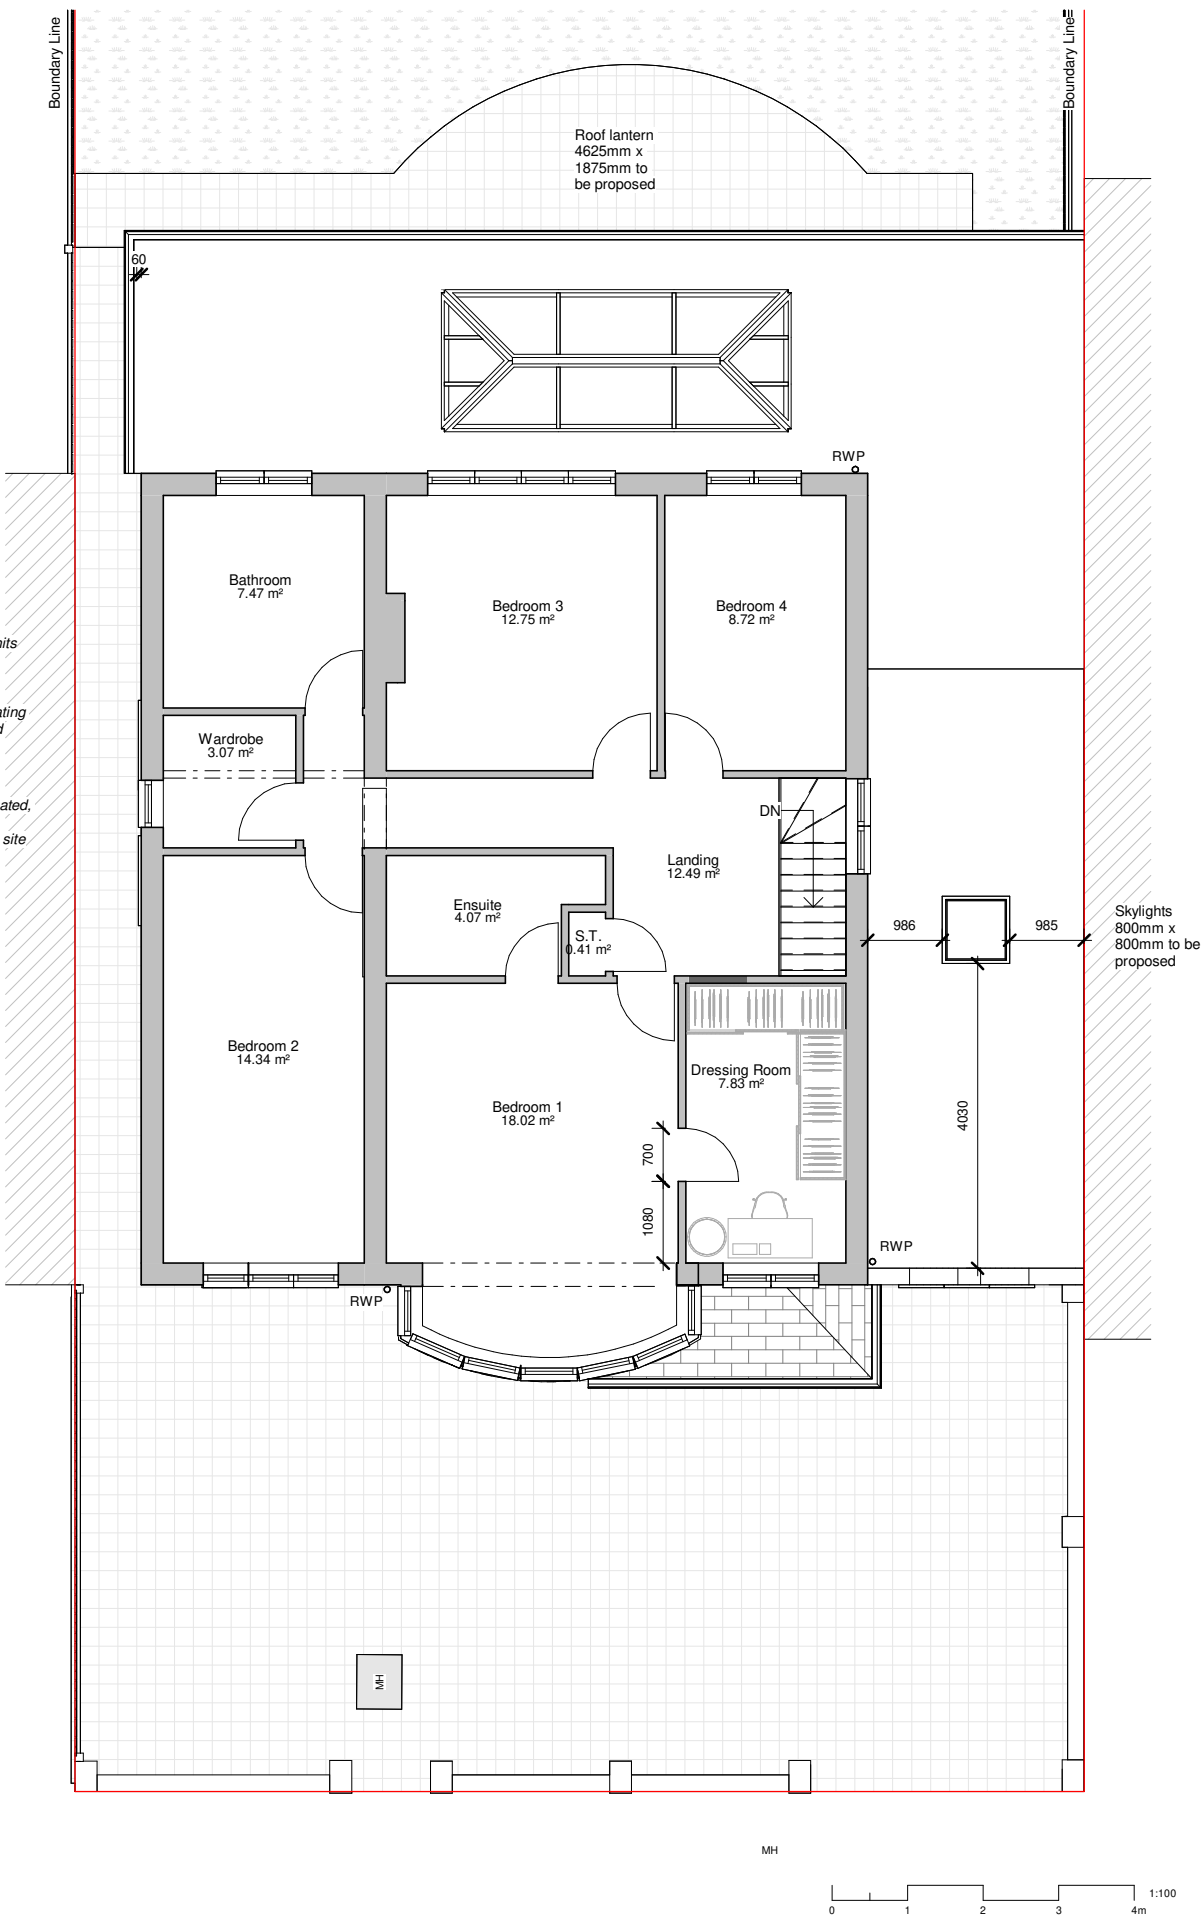 Boundary Line
Boundary Line
Roof lantern
4625mm x
1875mm to
be proposed
60
RWP
Bathroom
7.47 m²
Bedroom 3
12.75 m²
Bedroom 4
8.72 m²
Wardrobe
3.07 m²
DN
Landing
12.49 m²
Ensuite
4.07 m²
S.T.
0.41 m²
986
985
Skylights
800mm x
800mm to be
proposed
Bedroom 2
14.34 m²
Dressing Room
7.83 m²
Bedroom 1
18.02 m²
700
1080
4030
RWP
RWP
site
MH
MH
0 1 2 3 4m
1:100